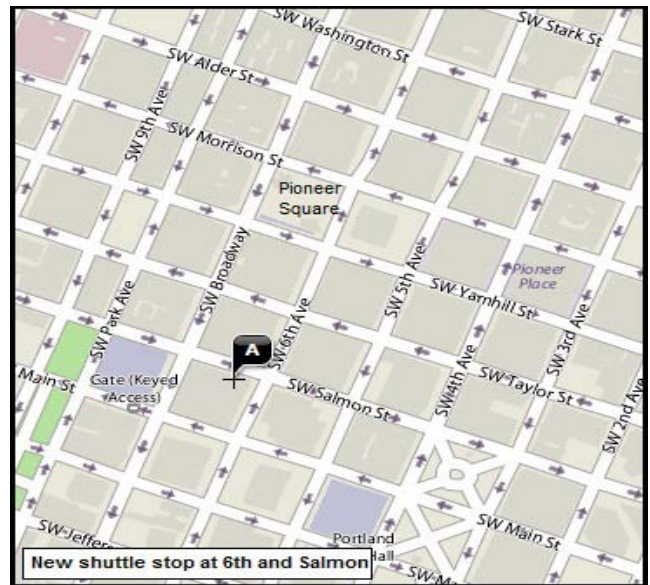 SW Stark St
SW Washington St
SW Alder St
SW 9th Ave
SW Morrison St
Pioneer
Square
SW Broadway
SW 5th Ave
Pioneer
Place
SW Yamhill St
SW Park Ave
SW 6th Ave
SW 3rd Ave
A
Main St
Gate (Keyed
Access)
SW Salmon St
SW 4th Ave
SW Taylor St
SW 2nd Ave
SW Main St
Portland
Hall
SW Jeffers
New shuttle stop at 6th and Salmon